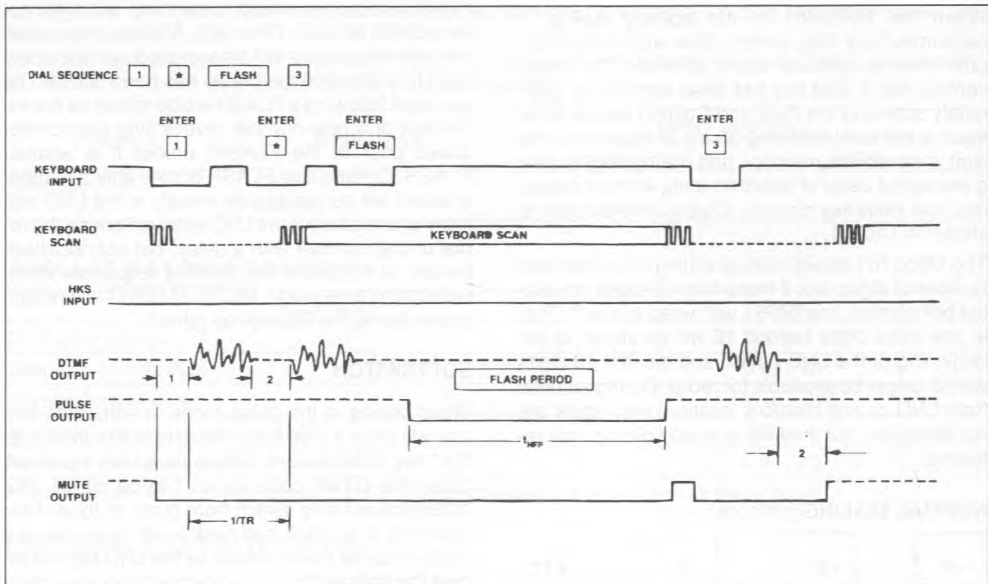 DIAL SEQUENCE 1 * FLASH 3
ENTER ENTER ENTER ENTER
1 * FLASH 3
KEYBOARD INPUT
KEYBOARD SCAN KEYBOARD SCAN
HKS INPUT
DTMF OUTPUT 1 2 FLASH PERIOD
PULSE OUTPUT
2
MUTE OUTPUT
1/TR